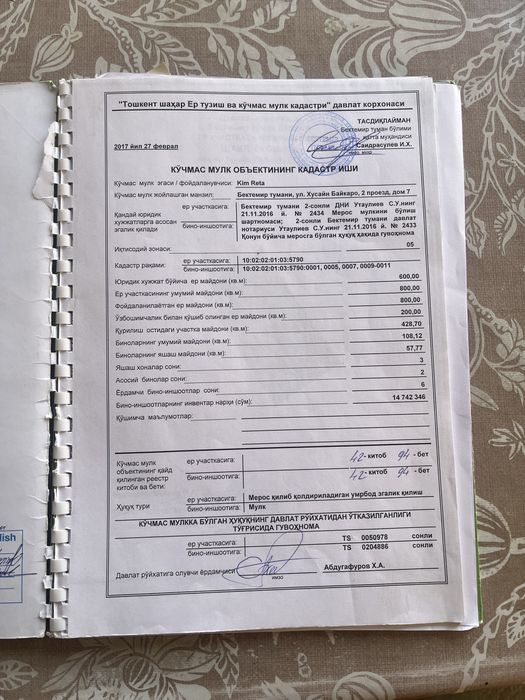 "Тошкент шаҳар Ер тузиш ва кўчмас мулк кадастри" давлат корхонаси
ТАСДИҚЛАЙМАН
Бектемир туман бўлими
катта муҳандиси
Саидрасулев И.Х.
2017 йил 27 феврал
КЎЧМАС МУЛК ОБЪЕКТИНИНГ КАДАСТР ИШИ
Кўчмас мулк эгаси / фойдаланувчиси: Kim Reta
Кўчмас мулк жойлашган манзил: Бектемир тумани, ул. Хусайн Байкаро, 2 проезд, дом 7
Қандай юридик хужжатларга асосан эгалик қилади
ер участкасига: Бектемир тумани 2-сонли ДНИ Утаулиев С.У.нинг 21.11.2016 й. № 2434 Мерос мулкини бўлиш шартномаси;
бино-иншоотига: 2-сонли Бектемир тумани давлат нотариуси Утаулиев С.У.нинг 21.11.2016 й. № 2433 Қонун бўйича меросга бўлган ҳуқуқ ҳақида гувоҳнома
Иқтисодий зонаси: 05
Кадастр рақами: ер участкасига: 10:02:02:01:03:5790
бино-иншоотига: 10:02:02:01:03:5790:0001, 0005, 0007, 0009-0011
Юридик хужжат бўйича ер майдони (кв.м): 600,00
Ер участкасининг умумий майдони (кв.м): 800,00
Фойдаланилаётган ер майдони (кв.м): 800,00
Ўзбошимчалик билан қўшиб олинган ер майдони (кв.м): 200,00
Қурилиш остидаги участка майдони (кв.м): 428,70
Биноларнинг умумий майдони (кв.м): 108,12
Биноларнинг яшаш майдони (кв.м): 57,77
Яшаш хоналар сони: 3
Асосий бинолар сони: 2
Ёрдамчи бино-иншоотлар сони: 6
Бино-иншоотларнинг инвентар нархи (сўм): 14 742 346
Қўшимча маълумотлар:
Кўчмас мулк объектининг қайд қилинган реестр китоби ва бети:
ер участкасига: 42 - китоб 94 - бет
бино-иншоотига: 42 - китоб 94 - бет
Ҳуқуқ тури
ер участкасига: Мерос қилиб қолдириладиган умрбод эгалик қилиш
бино-иншоотига: Мулк
КЎЧМАС МУЛККА БЎЛГАН ҲУҚУҚНИНГ ДАВЛАТ РЎЙХАТИДАН ЎТКАЗИЛГАНЛИГИ
ТЎҒРИСИДА ГУВОҲНОМА
ер участкасига: TS 0050978 сонли
бино-иншоотига: TS 0204886 сонли
Давлат рўйхатига олувчи ёрдамчиси
имзо
Абдугафуров Х.А.
lish